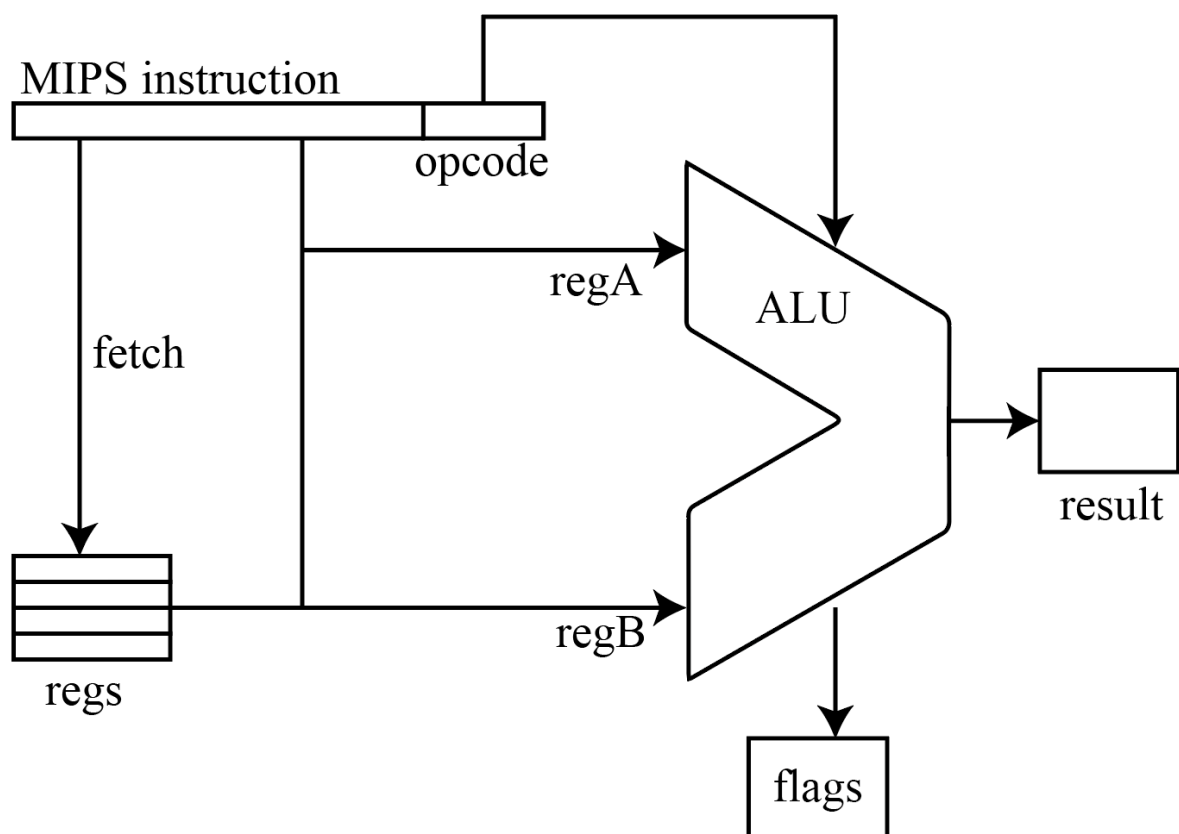 MIPS instruction
opcode
regA
ALU
fetch
result
regB
regs
flags